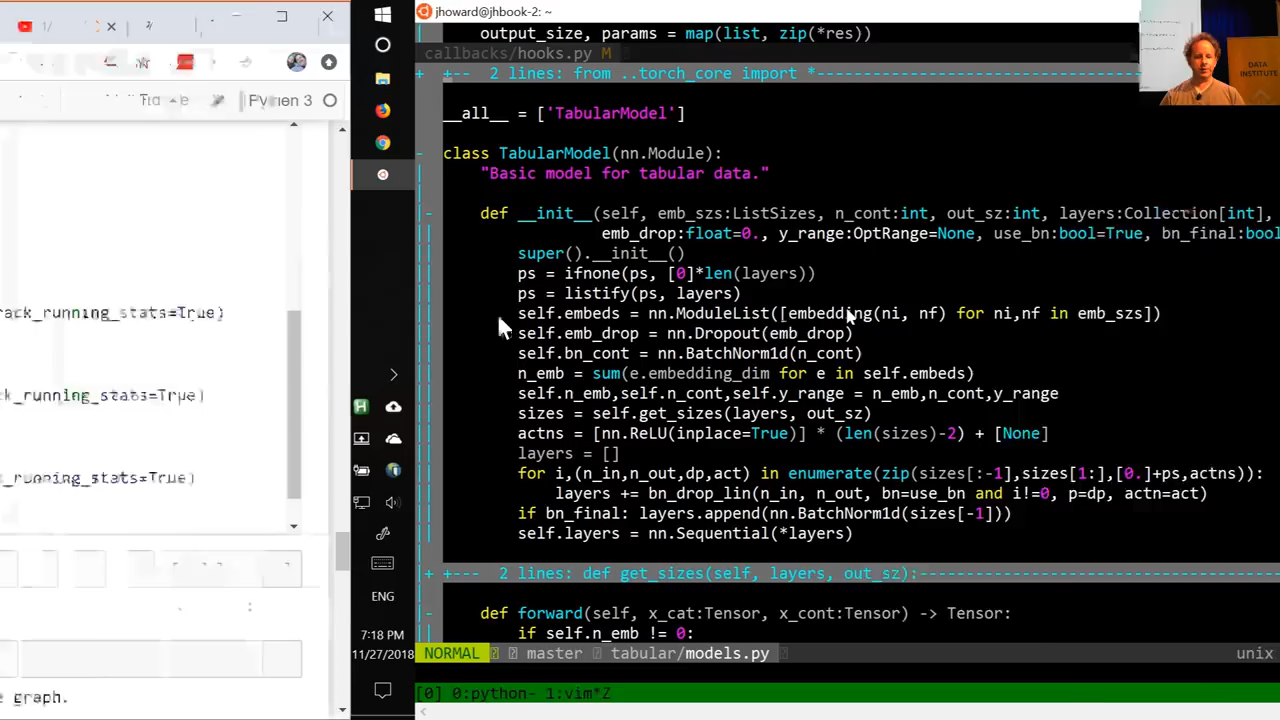 jhoward@jhbook-2: ~
output_size, params = map(list, zip(*res))
callbacks/hooks.py M
+ +-- 2 lines: from ..torch_core import *
__all__ = ['TabularModel']
- class TabularModel(nn.Module):
"Basic model for tabular data."
|- def __init__(self, emb_szs:ListSizes, n_cont:int, out_sz:int, layers:Collection[int],
emb_drop:float=0., y_range:OptRange=None, use_bn:bool=True, bn_final:bool
super().__init__()
ps = ifnone(ps, [0]*len(layers))
ps = listify(ps, layers)
self.embeds = nn.ModuleList([embedding(ni, nf) for ni,nf in emb_szs])
self.emb_drop = nn.Dropout(emb_drop)
self.bn_cont = nn.BatchNorm1d(n_cont)
n_emb = sum(e.embedding_dim for e in self.embeds)
self.n_emb,self.n_cont,self.y_range = n_emb,n_cont,y_range
sizes = self.get_sizes(layers, out_sz)
actns = [nn.ReLU(inplace=True)] * (len(sizes)-2) + [None]
layers = []
for i,(n_in,n_out,dp,act) in enumerate(zip(sizes[:-1],sizes[1:],[0.]+ps,actns)):
layers += bn_drop_lin(n_in, n_out, bn=use_bn and i!=0, p=dp, actn=act)
if bn_final: layers.append(nn.BatchNorm1d(sizes[-1]))
self.layers = nn.Sequential(*layers)
|+ +--- 2 lines: def get_sizes(self, layers, out_sz):
|- def forward(self, x_cat:Tensor, x_cont:Tensor) -> Tensor:
if self.n_emb != 0:
NORMAL master tabular/models.py unix
[0] 0:python- 1:vim*Z
DATA
INSTITUTE
1/
Python 3
rack_running_stats=True)
ck_running_stats=True)
k_running_stats=True)
e graph.
ENG
7:18 PM
11/27/2018